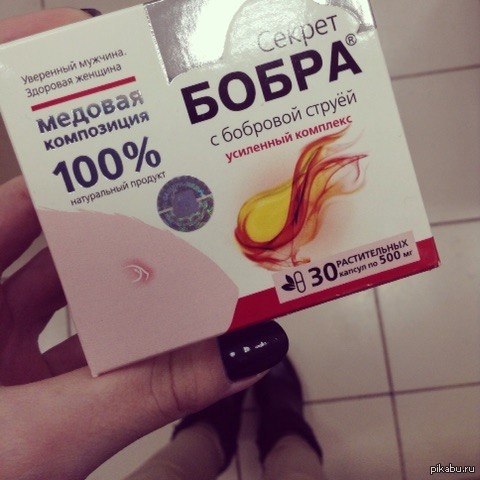 Уверенный мужчина.
Здоровая женщина
медовая
композиция
100%
натуральный продукт
Секрет
БОБРА®
с бобровой струёй
усиленный комплекс
30 РАСТИТЕЛЬНЫХ
капсул по 500 мг
pikabu.ru